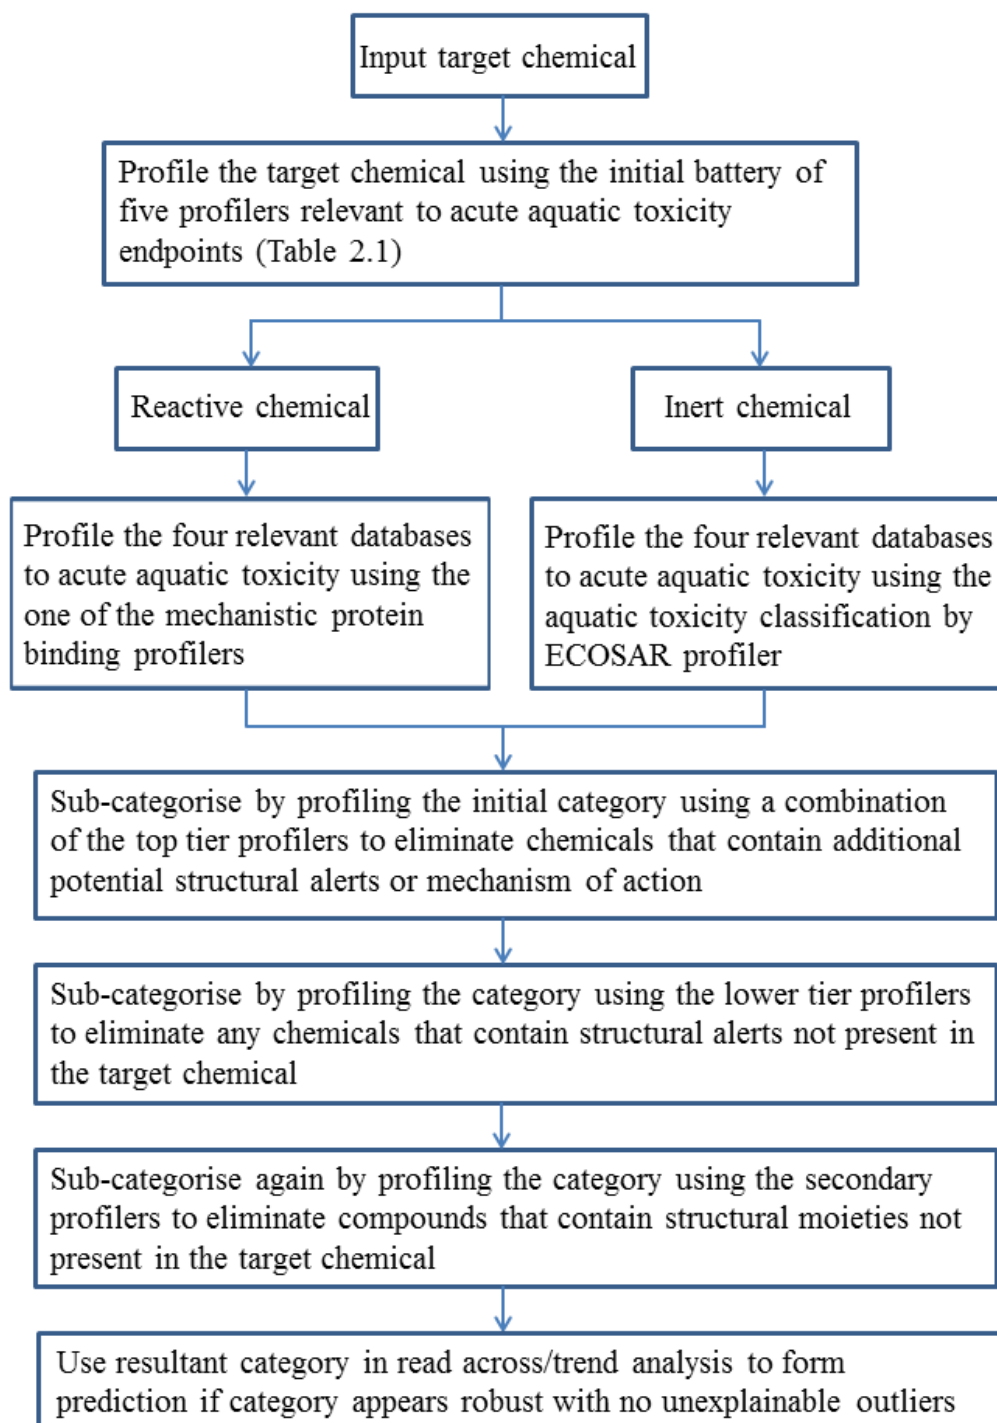 Input target chemical
Profile the target chemical using the initial battery of
five profilers relevant to acute aquatic toxicity
endpoints (Table 2.1)
Reactive chemical
Inert chemical
Profile the four relevant databases
to acute aquatic toxicity using the
one of the mechanistic protein
binding profilers
Profile the four relevant databases
to acute aquatic toxicity using the
aquatic toxicity classification by
ECOSAR profiler
Sub-categorise by profiling the initial category using a combination
of the top tier profilers to eliminate chemicals that contain additional
potential structural alerts or mechanism of action
Sub-categorise by profiling the category using the lower tier profilers
to eliminate any chemicals that contain structural alerts not present in
the target chemical
Sub-categorise again by profiling the category using the secondary
profilers to eliminate compounds that contain structural moieties not
present in the target chemical
Use resultant category in read across/trend analysis to form
prediction if category appears robust with no unexplainable outliers